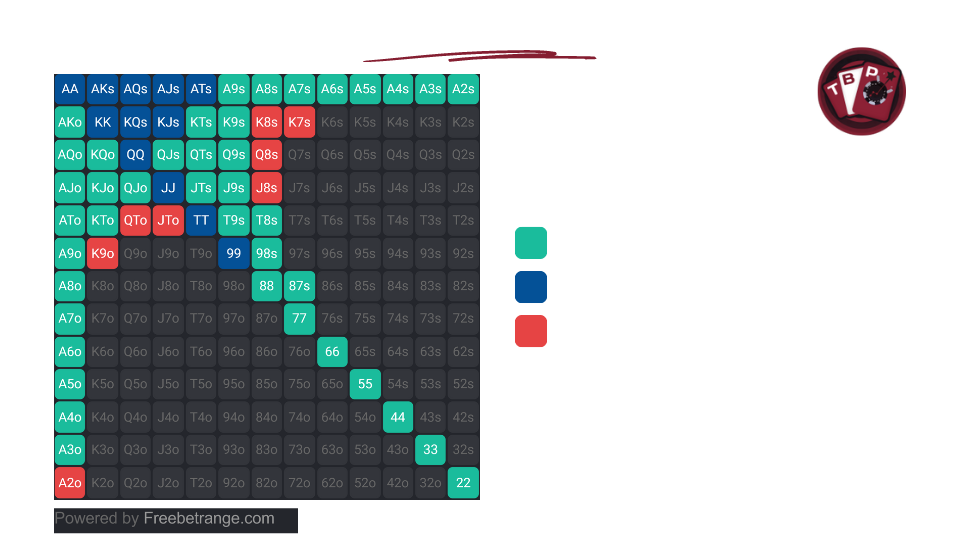 AA AKs AQs AJs ATs A9s A8s A7s A6s A5s A4s A3s A2s
AKo KK KQs KJs KTs K9s K8s K7s K6s K5s K4s K3s K2s
AQo KQo QQ QJs QTs Q9s Q8s Q7s Q6s Q5s Q4s Q3s Q2s
AJo KJo QJo JJ JTs J9s J8s J7s J6s J5s J4s J3s J2s
ATo KTo QTo JTo TT T9s T8s T7s T6s T5s T4s T3s T2s
A9o K9o Q9o J9o T9o 99 98s 97s 96s 95s 94s 93s 92s
A8o K8o Q8o J8o T8o 98o 88 87s 86s 85s 84s 83s 82s
A7o K7o Q7o J7o T7o 97o 87o 77 76s 75s 74s 73s 72s
A6o K6o Q6o J6o T6o 96o 86o 76o 66 65s 64s 63s 62s
A5o K5o Q5o J5o T5o 95o 85o 75o 65o 55 54s 53s 52s
A4o K4o Q4o J4o T4o 94o 84o 74o 64o 54o 44 43s 42s
A3o K3o Q3o J3o T3o 93o 83o 73o 63o 53o 43o 33 32s
A2o K2o Q2o J2o T2o 92o 82o 72o 62o 52o 42o 32o 22
Powered by Freebetrange.com
TBP